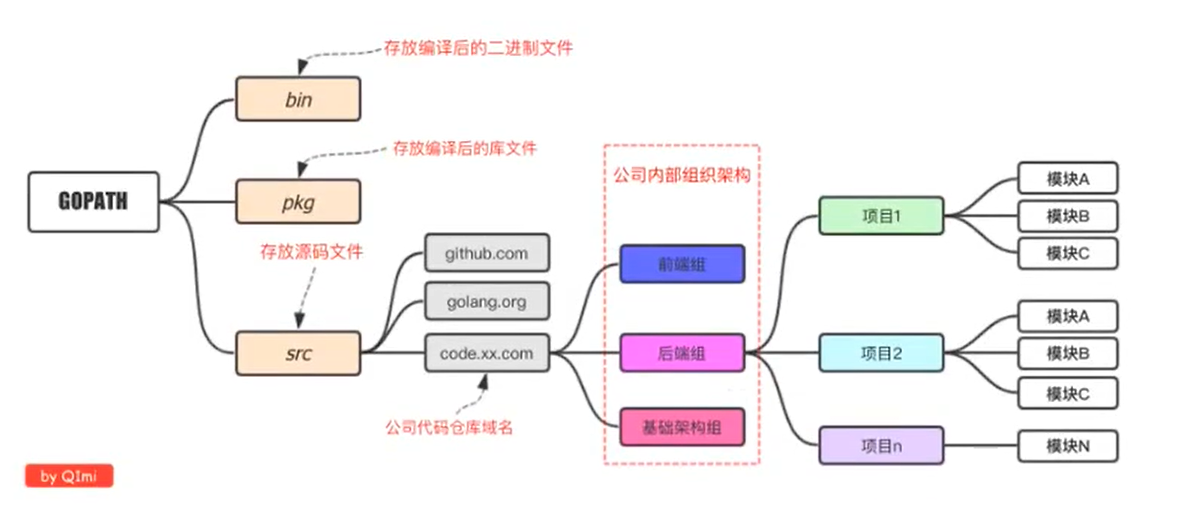 存放编译后的二进制文件
bin
存放编译后的库文件
GOPATH
pkg
存放源码文件
src
github.com
golang.org
code.xx.com
公司代码仓库域名
公司内部组织架构
前端组
后端组
基础架构组
项目1
模块A
模块B
模块C
项目2
模块A
模块B
模块C
项目n
模块N
by QImi